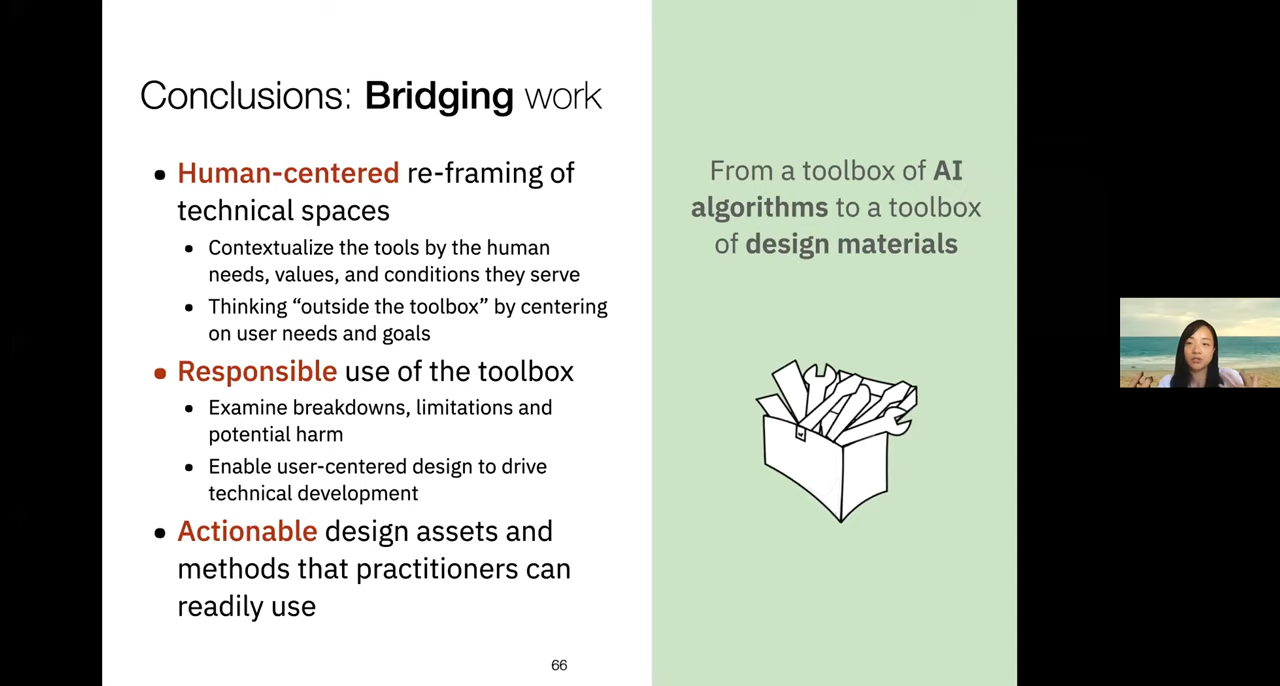 Conclusions: Bridging work
• Human-centered re-framing of
technical spaces
• Contextualize the tools by the human
needs, values, and conditions they serve
• Thinking “outside the toolbox” by centering
on user needs and goals
• Responsible use of the toolbox
• Examine breakdowns, limitations and
potential harm
• Enable user-centered design to drive
technical development
• Actionable design assets and
methods that practitioners can
readily use
66
From a toolbox of AI
algorithms to a toolbox
of design materials